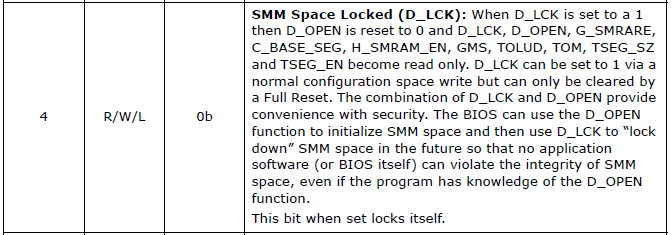 SMM Space Locked (D_LCK): When D_LCK is set to a 1
then D_OPEN is reset to 0 and D_LCK, D_OPEN, G_SMRARE,
C_BASE_SEG, H_SMRAM_EN, GMS, TOLUD, TOM, TSEG_SZ
and TSEG_EN become read only. D_LCK can be set to 1 via a
normal configuration space write but can only be cleared by
a Full Reset. The combination of D_LCK and D_OPEN provide
convenience with security. The BIOS can use the D_OPEN
4 R/W/L 0b function to initialize SMM space and then use D_LCK to “lock
down” SMM space in the future so that no application
software (or BIOS itself) can violate the integrity of SMM
space, even if the program has knowledge of the D_OPEN
function.
This bit when set locks itself.